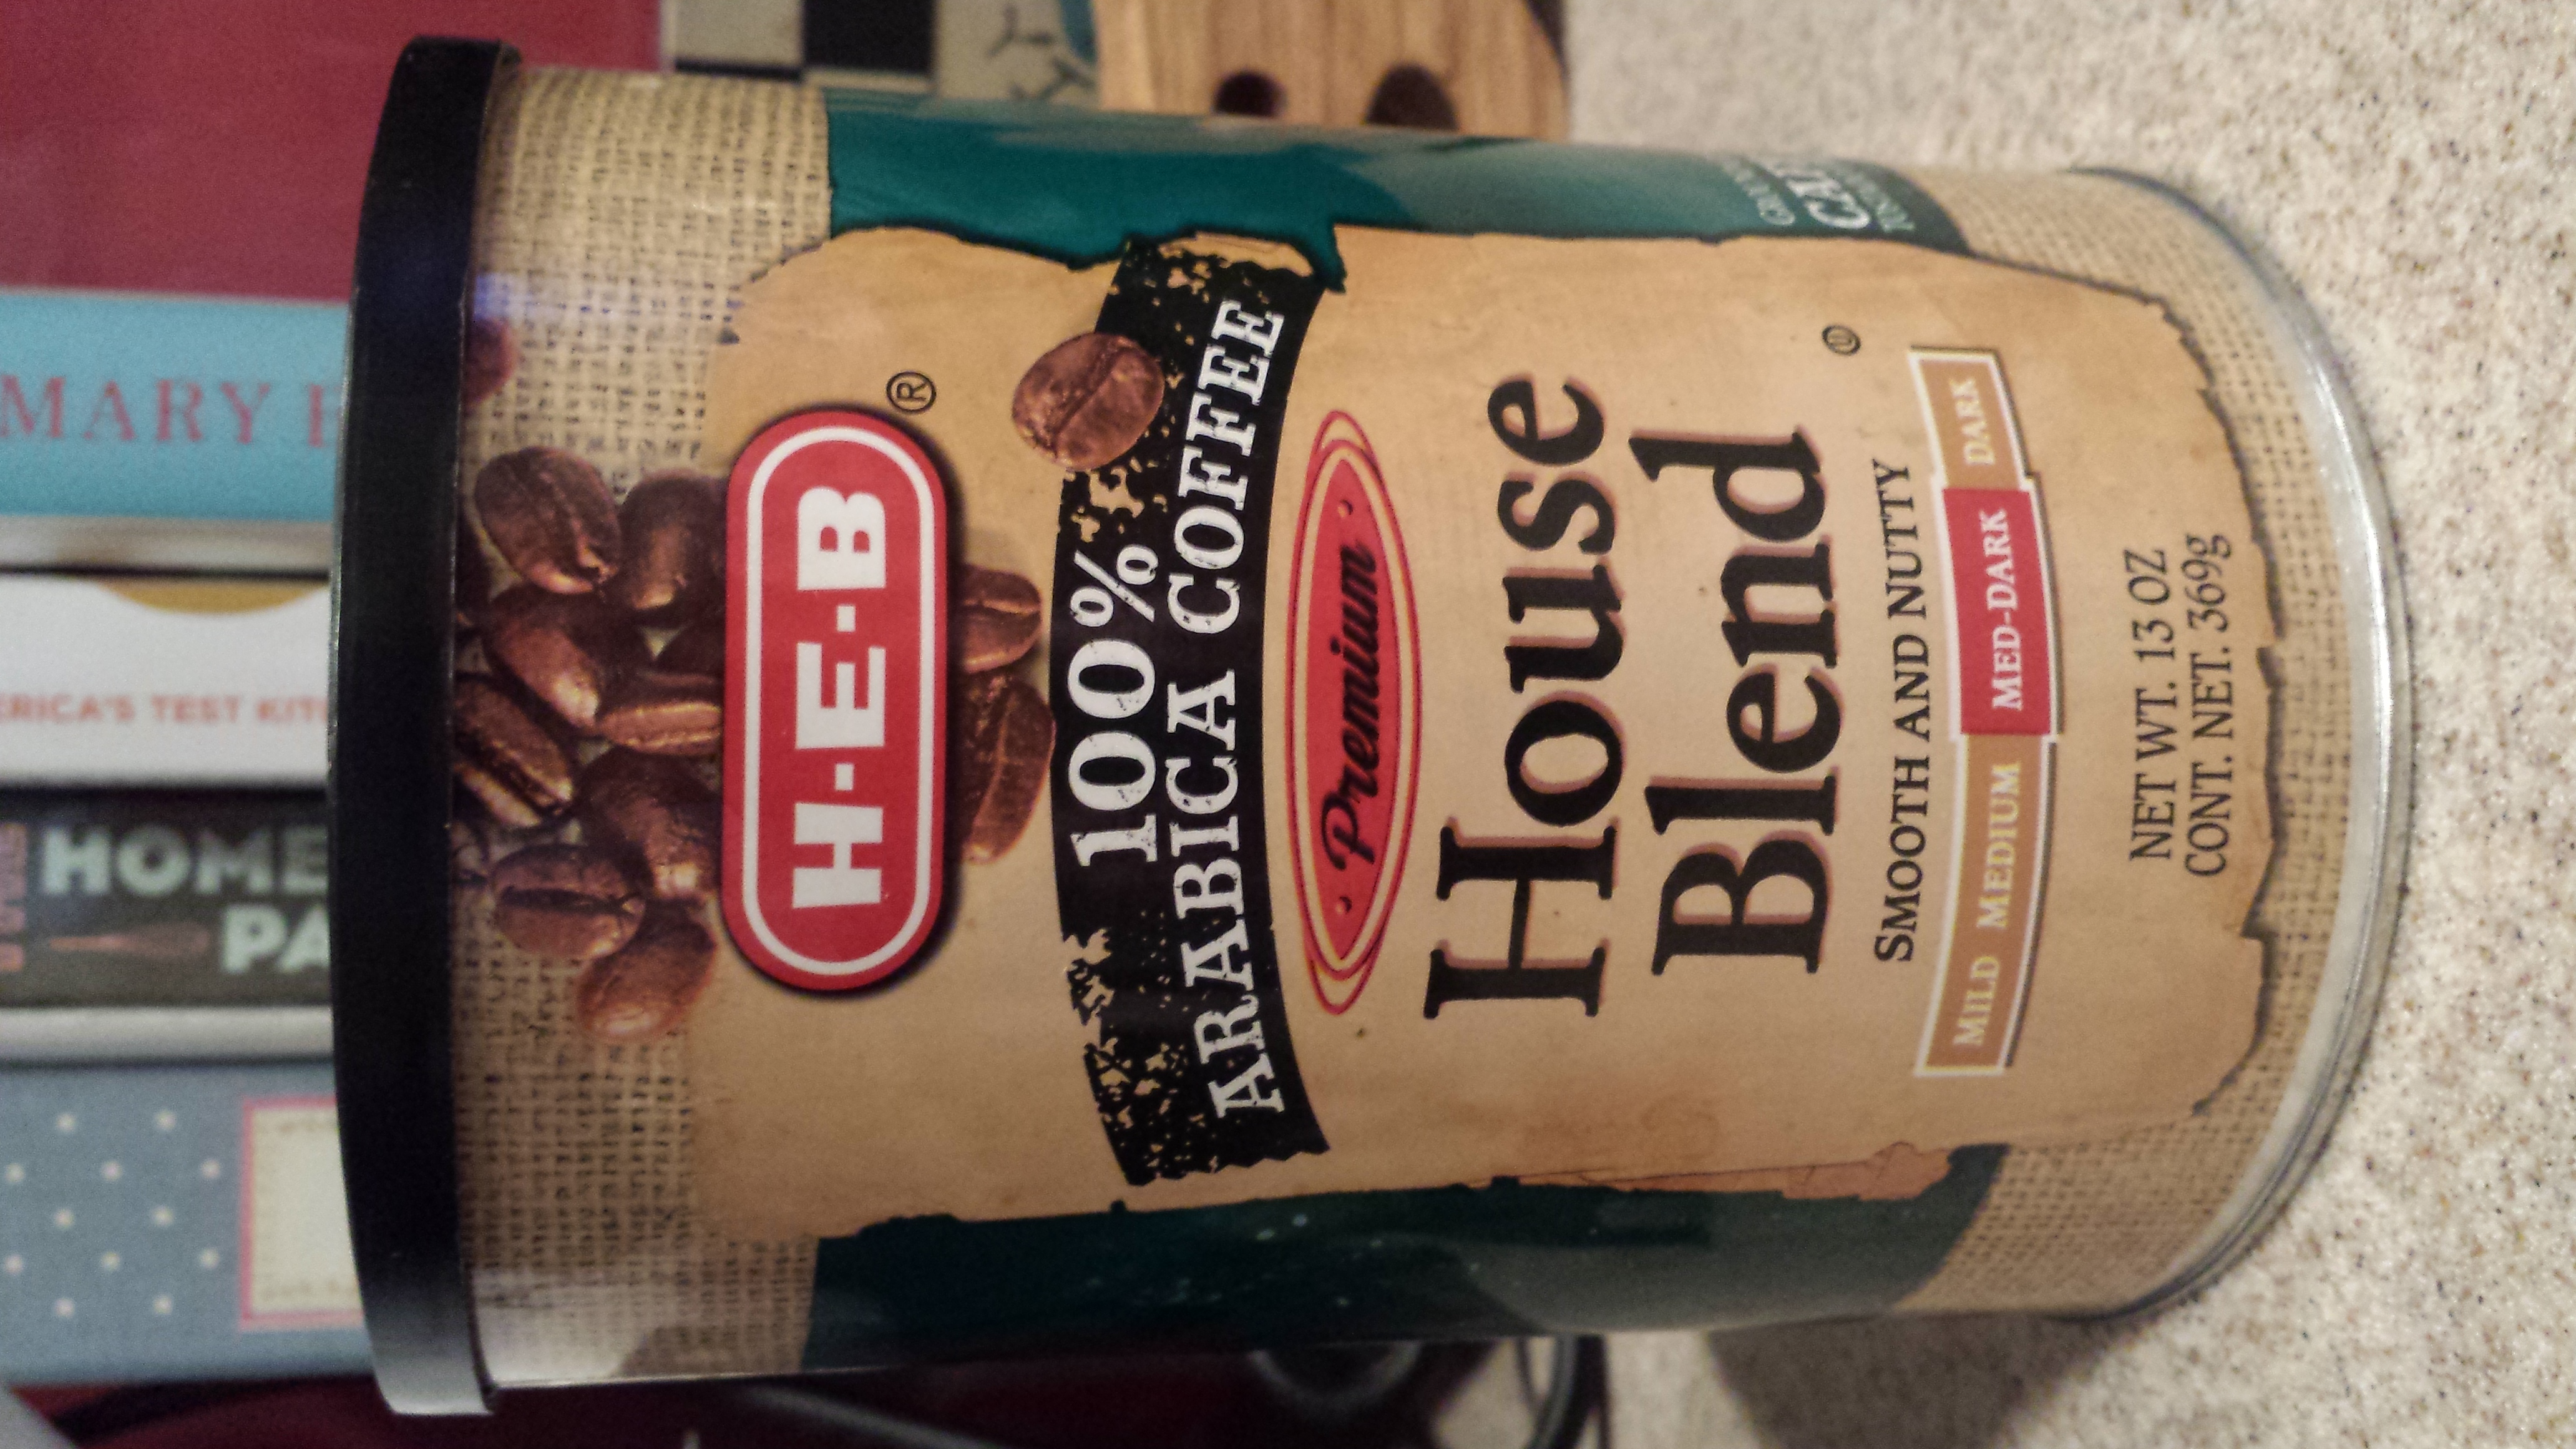 MARY
ERICA'S TEST KIT
HOME
PA
H-E-B®
100%
ARABICA COFFEE
Premium
House
Blend
SMOOTH AND NUTTY
MILD MEDIUM MED-DARK DARK
NET WT. 13 OZ
CONT. NET. 369g